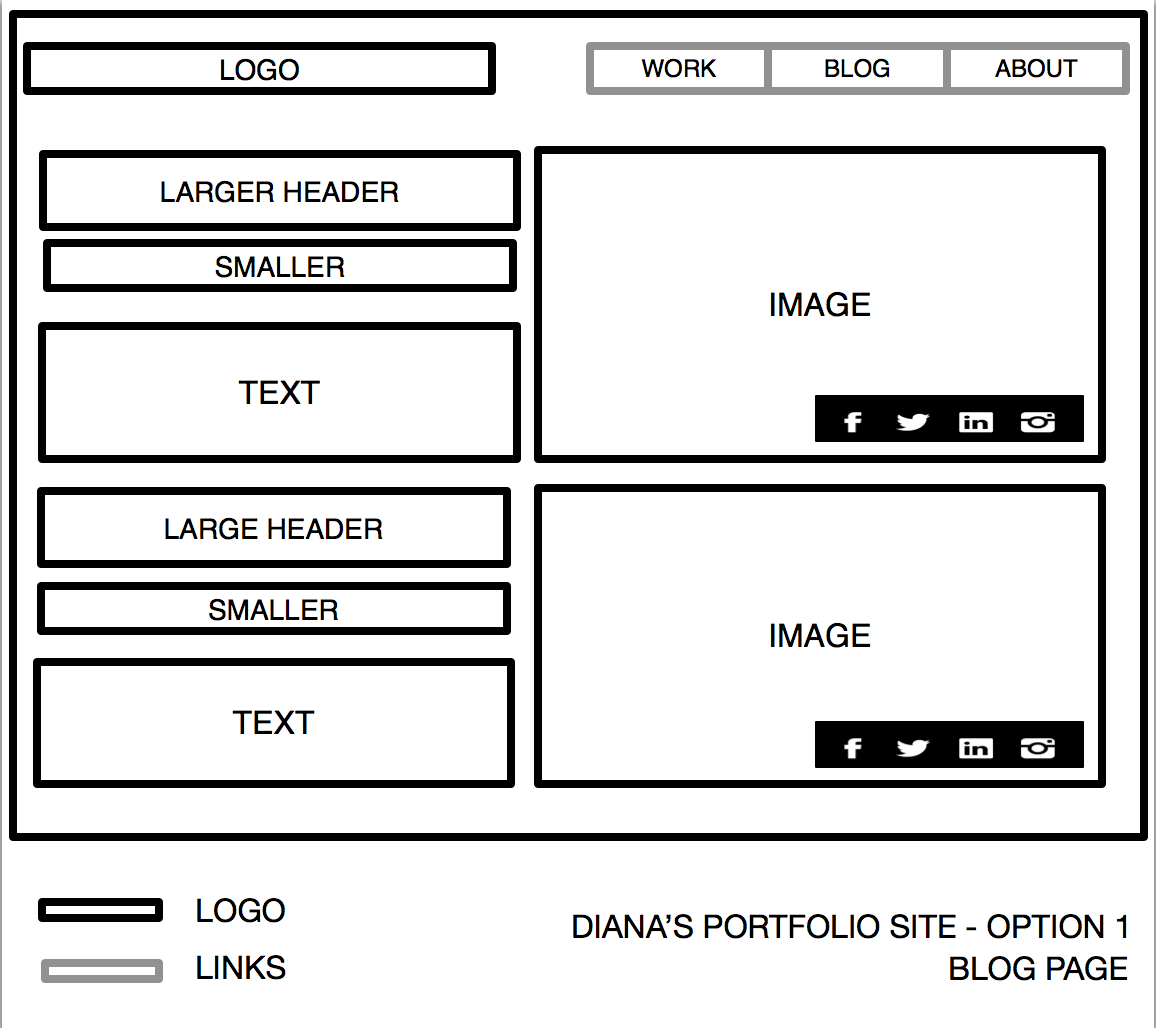 LOGO
WORK BLOG ABOUT
LARGER HEADER
SMALLER
TEXT
IMAGE
f in
LARGE HEADER
SMALLER
TEXT
IMAGE
f in
LOGO
LINKS
DIANA’S PORTFOLIO SITE - OPTION 1
BLOG PAGE